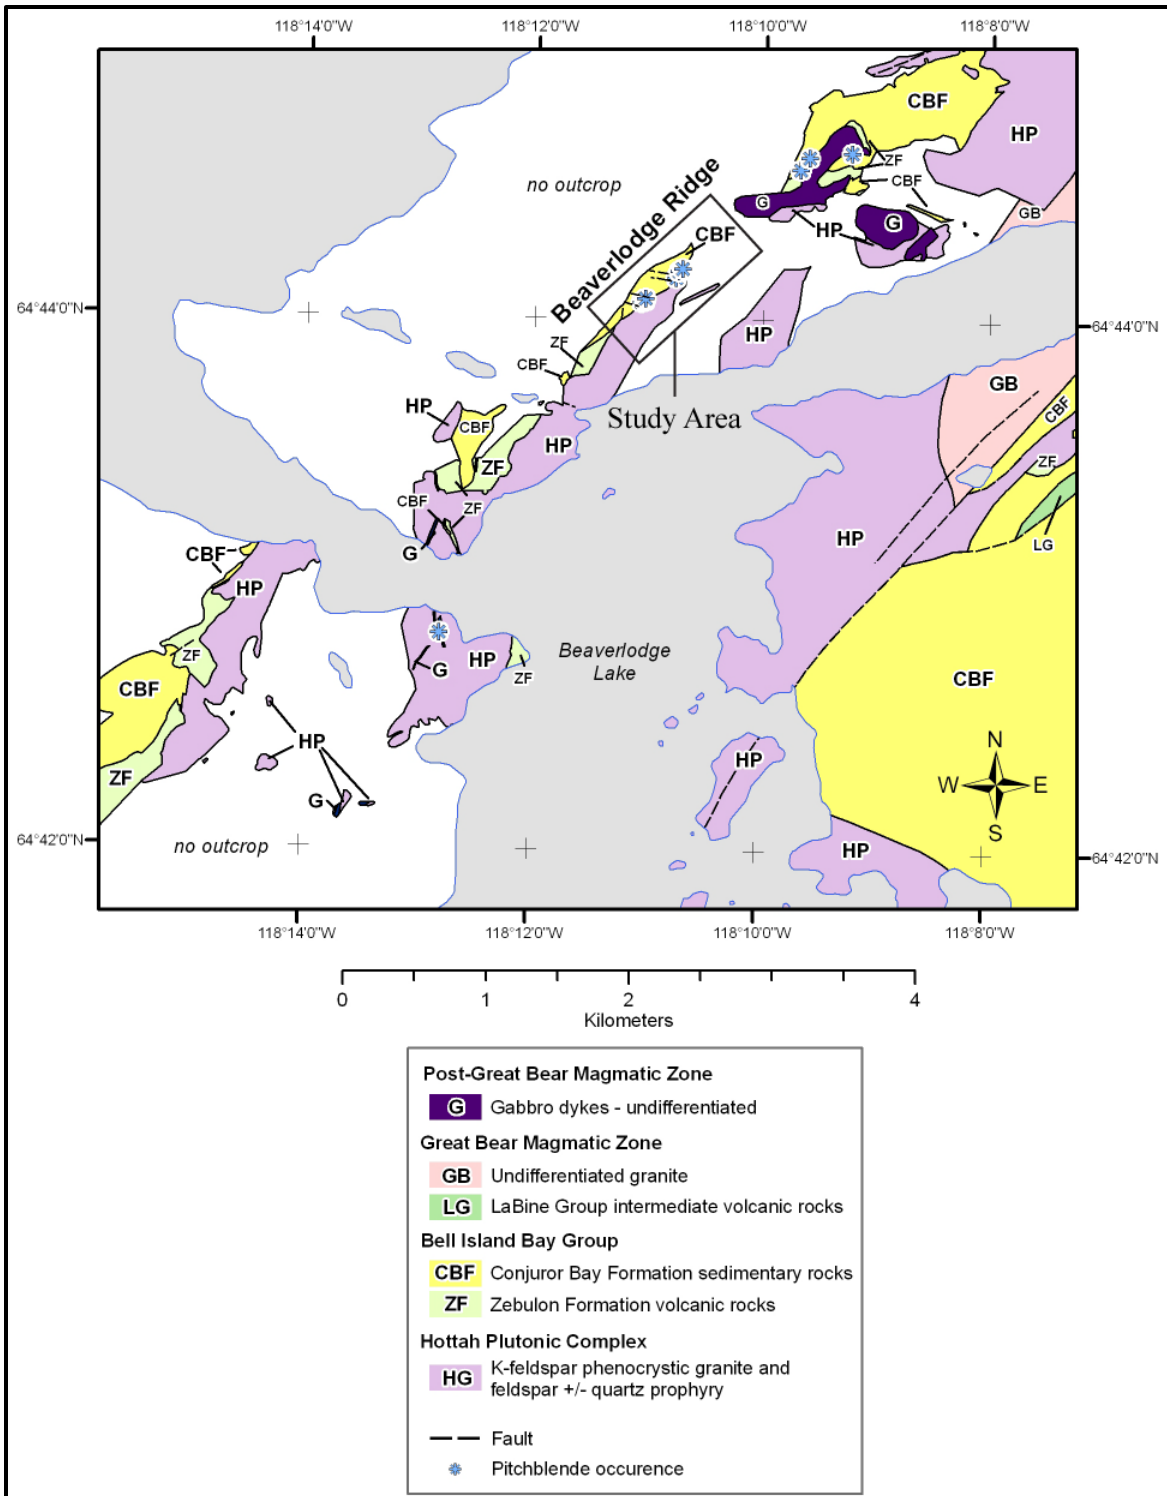 118°14'0"W 118°12'0"W 118°10'0"W 118°8'0"W
CBF
HP
ZF
no outcrop
CBF
G
GB
HP
G
Beaverlodge Ridge
CBF
64°44'0"N
64°44'0"N
HP
ZF
CBF
GB
CBF
HP
Study Area
CBF
HP
ZF
ZF
CBF
ZF
HP
LG
G
CBF
HP
ZF
Beaverlodge
Lake
HP
G
ZF
CBF
CBF
HP
ZF
HP
N
W E
S
G
64°42'0"N
no outcrop
HP
64°42'0"N
118°14'0"W 118°12'0"W 118°10'0"W 118°8'0"W
0 1 2 4
Kilometers
Post-Great Bear Magmatic Zone
G Gabbro dykes - undifferentiated
Great Bear Magmatic Zone
GB Undifferentiated granite
LG LaBine Group intermediate volcanic rocks
Bell Island Bay Group
CBF Conjuror Bay Formation sedimentary rocks
ZF Zebulon Formation volcanic rocks
Hottah Plutonic Complex
HG K-feldspar phenocrystic granite and
feldspar +/- quartz prophyry
Fault
Pitchblende occurence